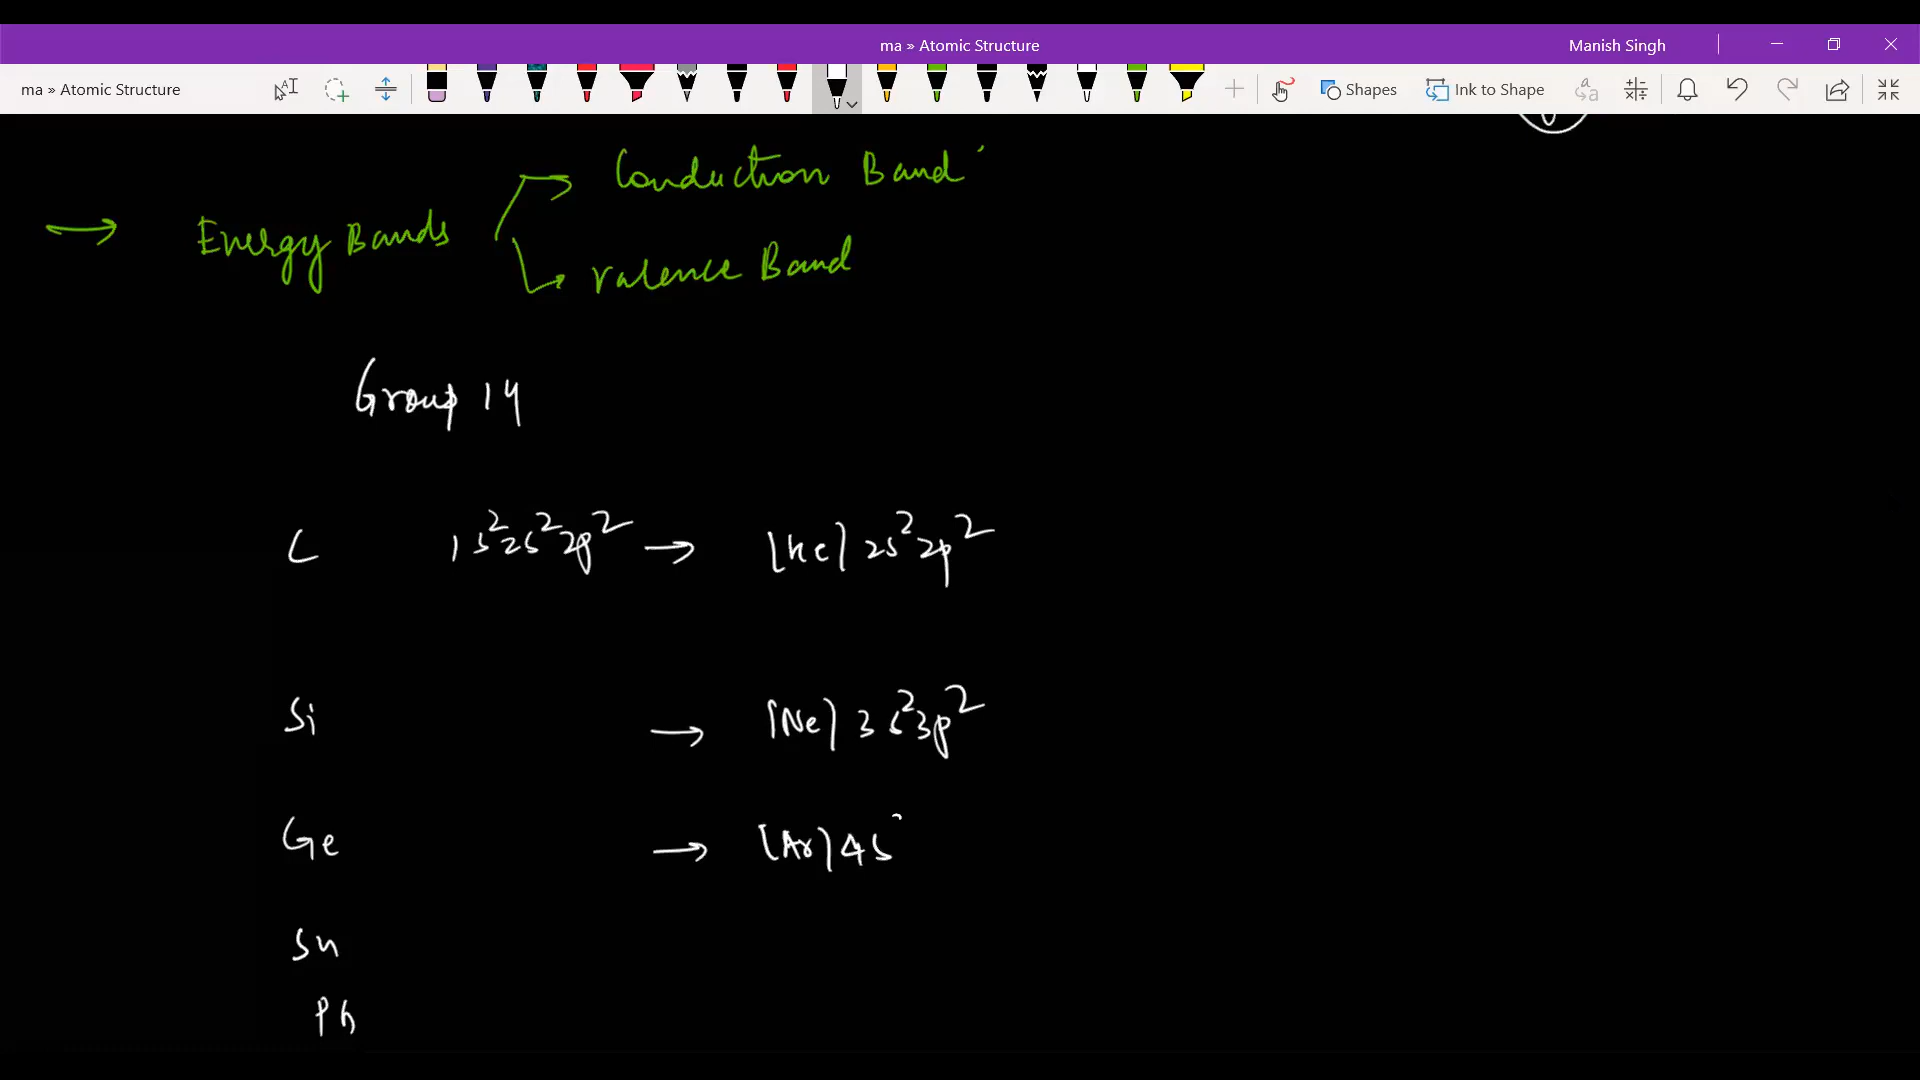 ma » Atomic Structure
Manish Singh
ma » Atomic Structure
Shapes
Ink to Shape
Conduction Band
→ Energy Bands
Valence Band
Group 14
C 1s²2s²2p² → [He] 2s²2p²
Si → [Ne] 3s²3p²
Ge → [Ar] 4s
Sn
Pb